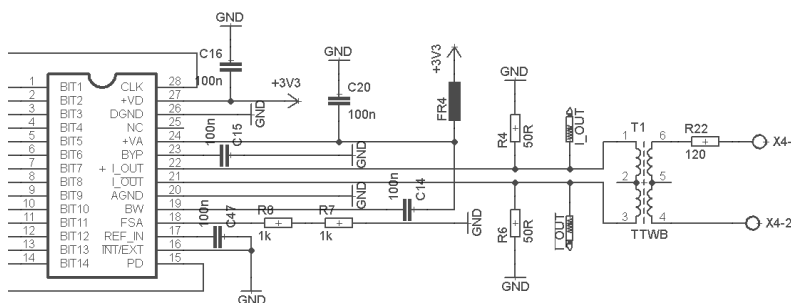 GND
C16
100n
+3V3
GND
C20
100n
+3V3
FR4
GND
R4
50R
I_OUT
T1
1
2
3
6
5
4
TTWB
R22
120
X4-
X4-2
1 BIT1 CLK 28
2 BIT2 +VD 27
3 BIT3 DGND 26
4 BIT4 NC 25
5 BIT5 +VA 24
6 BIT6 BYP 23
7 BIT7 + I_OUT 22
8 BIT8 I_OUT 21
9 BIT9 AGND 20
10 BIT10 BW 19
11 BIT11 FSA 18
12 BIT12 REF_IN 17
13 BIT13 INT/EXT 16
14 BIT14 PD 15
GND
100n
C15
GND
GND
100n
C14
GND
100n
C47
R8
1k
R7
1k
GND
R6
50R
GND
I_OUT